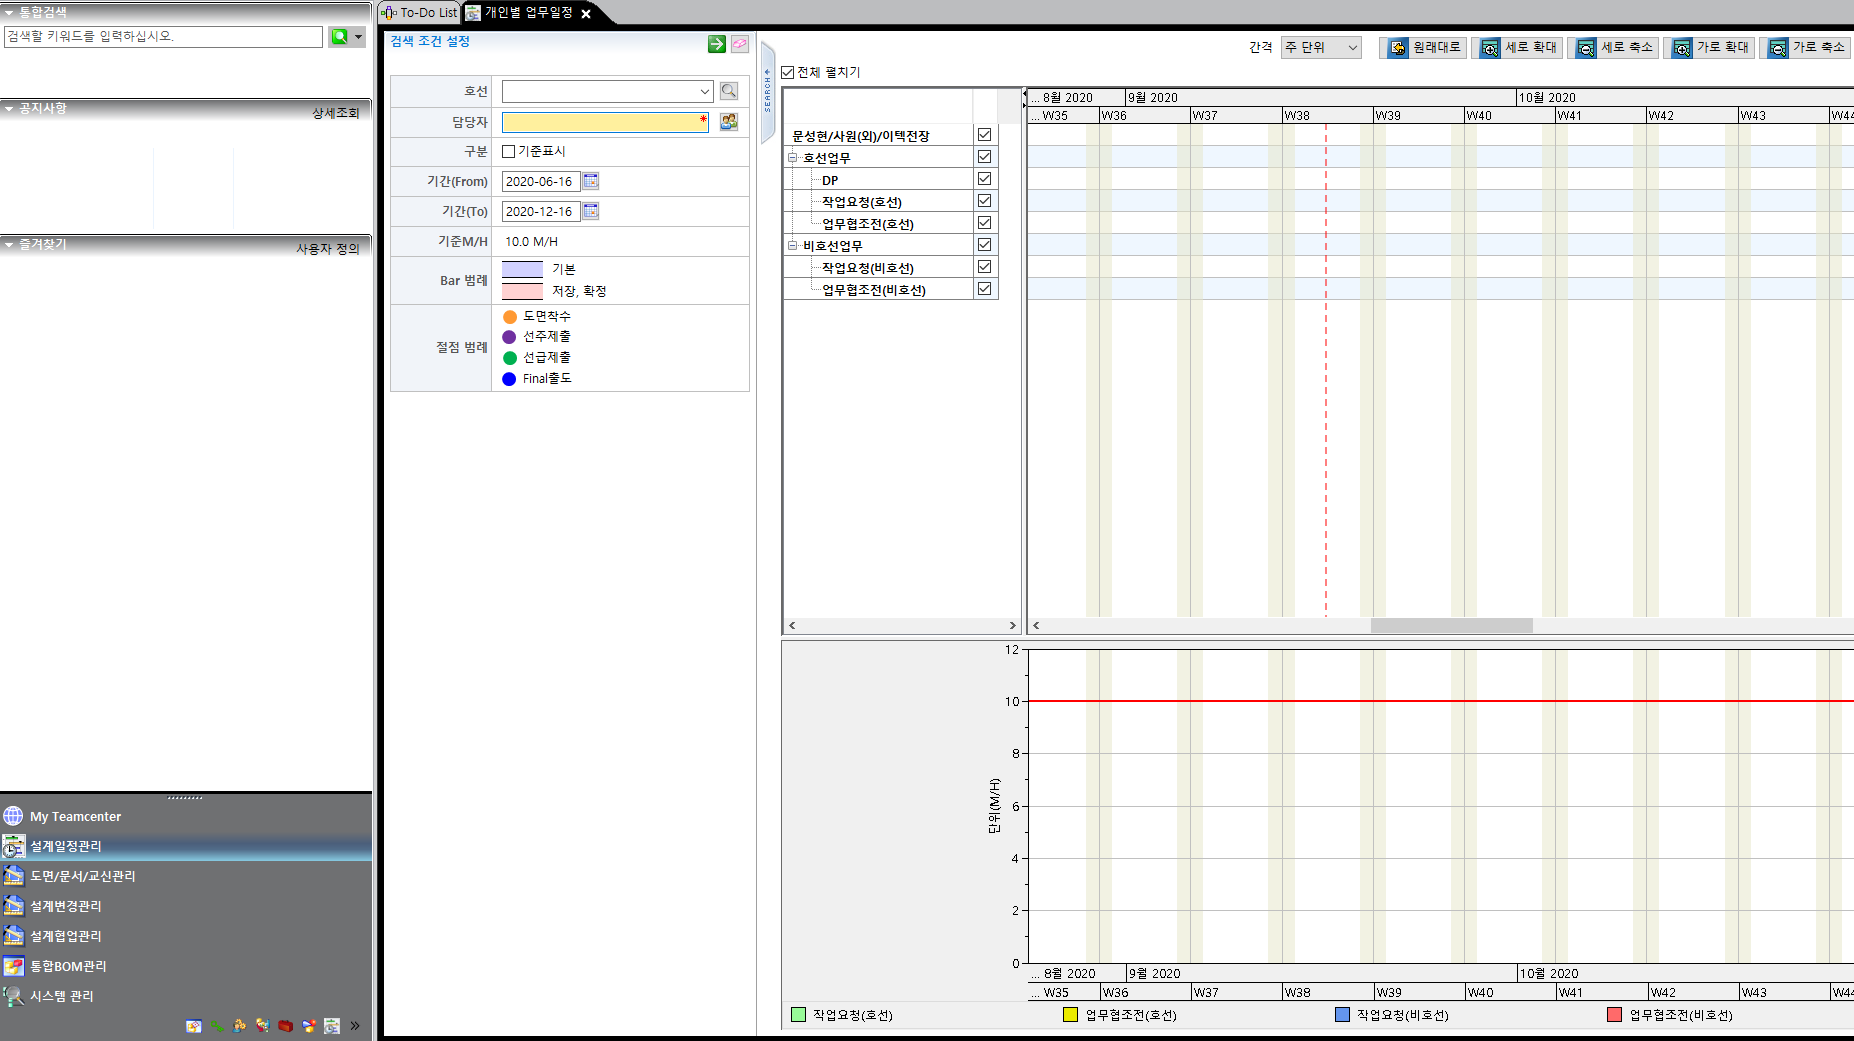 통합검색
검색할 키워드를 입력하십시오.
공지사항
상세조회
즐겨찾기
사용자 정의
My Teamcenter
설계일정관리
도면/문서/교신관리
설계변경관리
설계협업관리
통합BOM관리
시스템 관리
»
To-Do List
개인별 업무일정
검색 조건 설정
호선
담당자 *
구분 기준표시
기간(From) 2020-06-16
기간(To) 2020-12-16
기준M/H 10.0 M/H
Bar 범례 기본
저장, 확정
절점 범례 도면착수
선주제출
선급제출
Final출도
SEARCH
간격 주 단위 원래대로 세로 확대 세로 축소 가로 확대 가로 축소
전체 펼치기
문성현/사원(외)/이텍전장
호선업무
DP
작업요청(호선)
업무협조전(호선)
비호선업무
작업요청(비호선)
업무협조전(비호선)
... 8월 2020 9월 2020 10월 2020
... W35 W36 W37 W38 W39 W40 W41 W42 W43 W44
12
10
8
6
4
2
0
단위(M/H)
... 8월 2020 9월 2020 10월 2020
... W35 W36 W37 W38 W39 W40 W41 W42 W43 W44
작업요청(호선) 업무협조전(호선) 작업요청(비호선) 업무협조전(비호선)